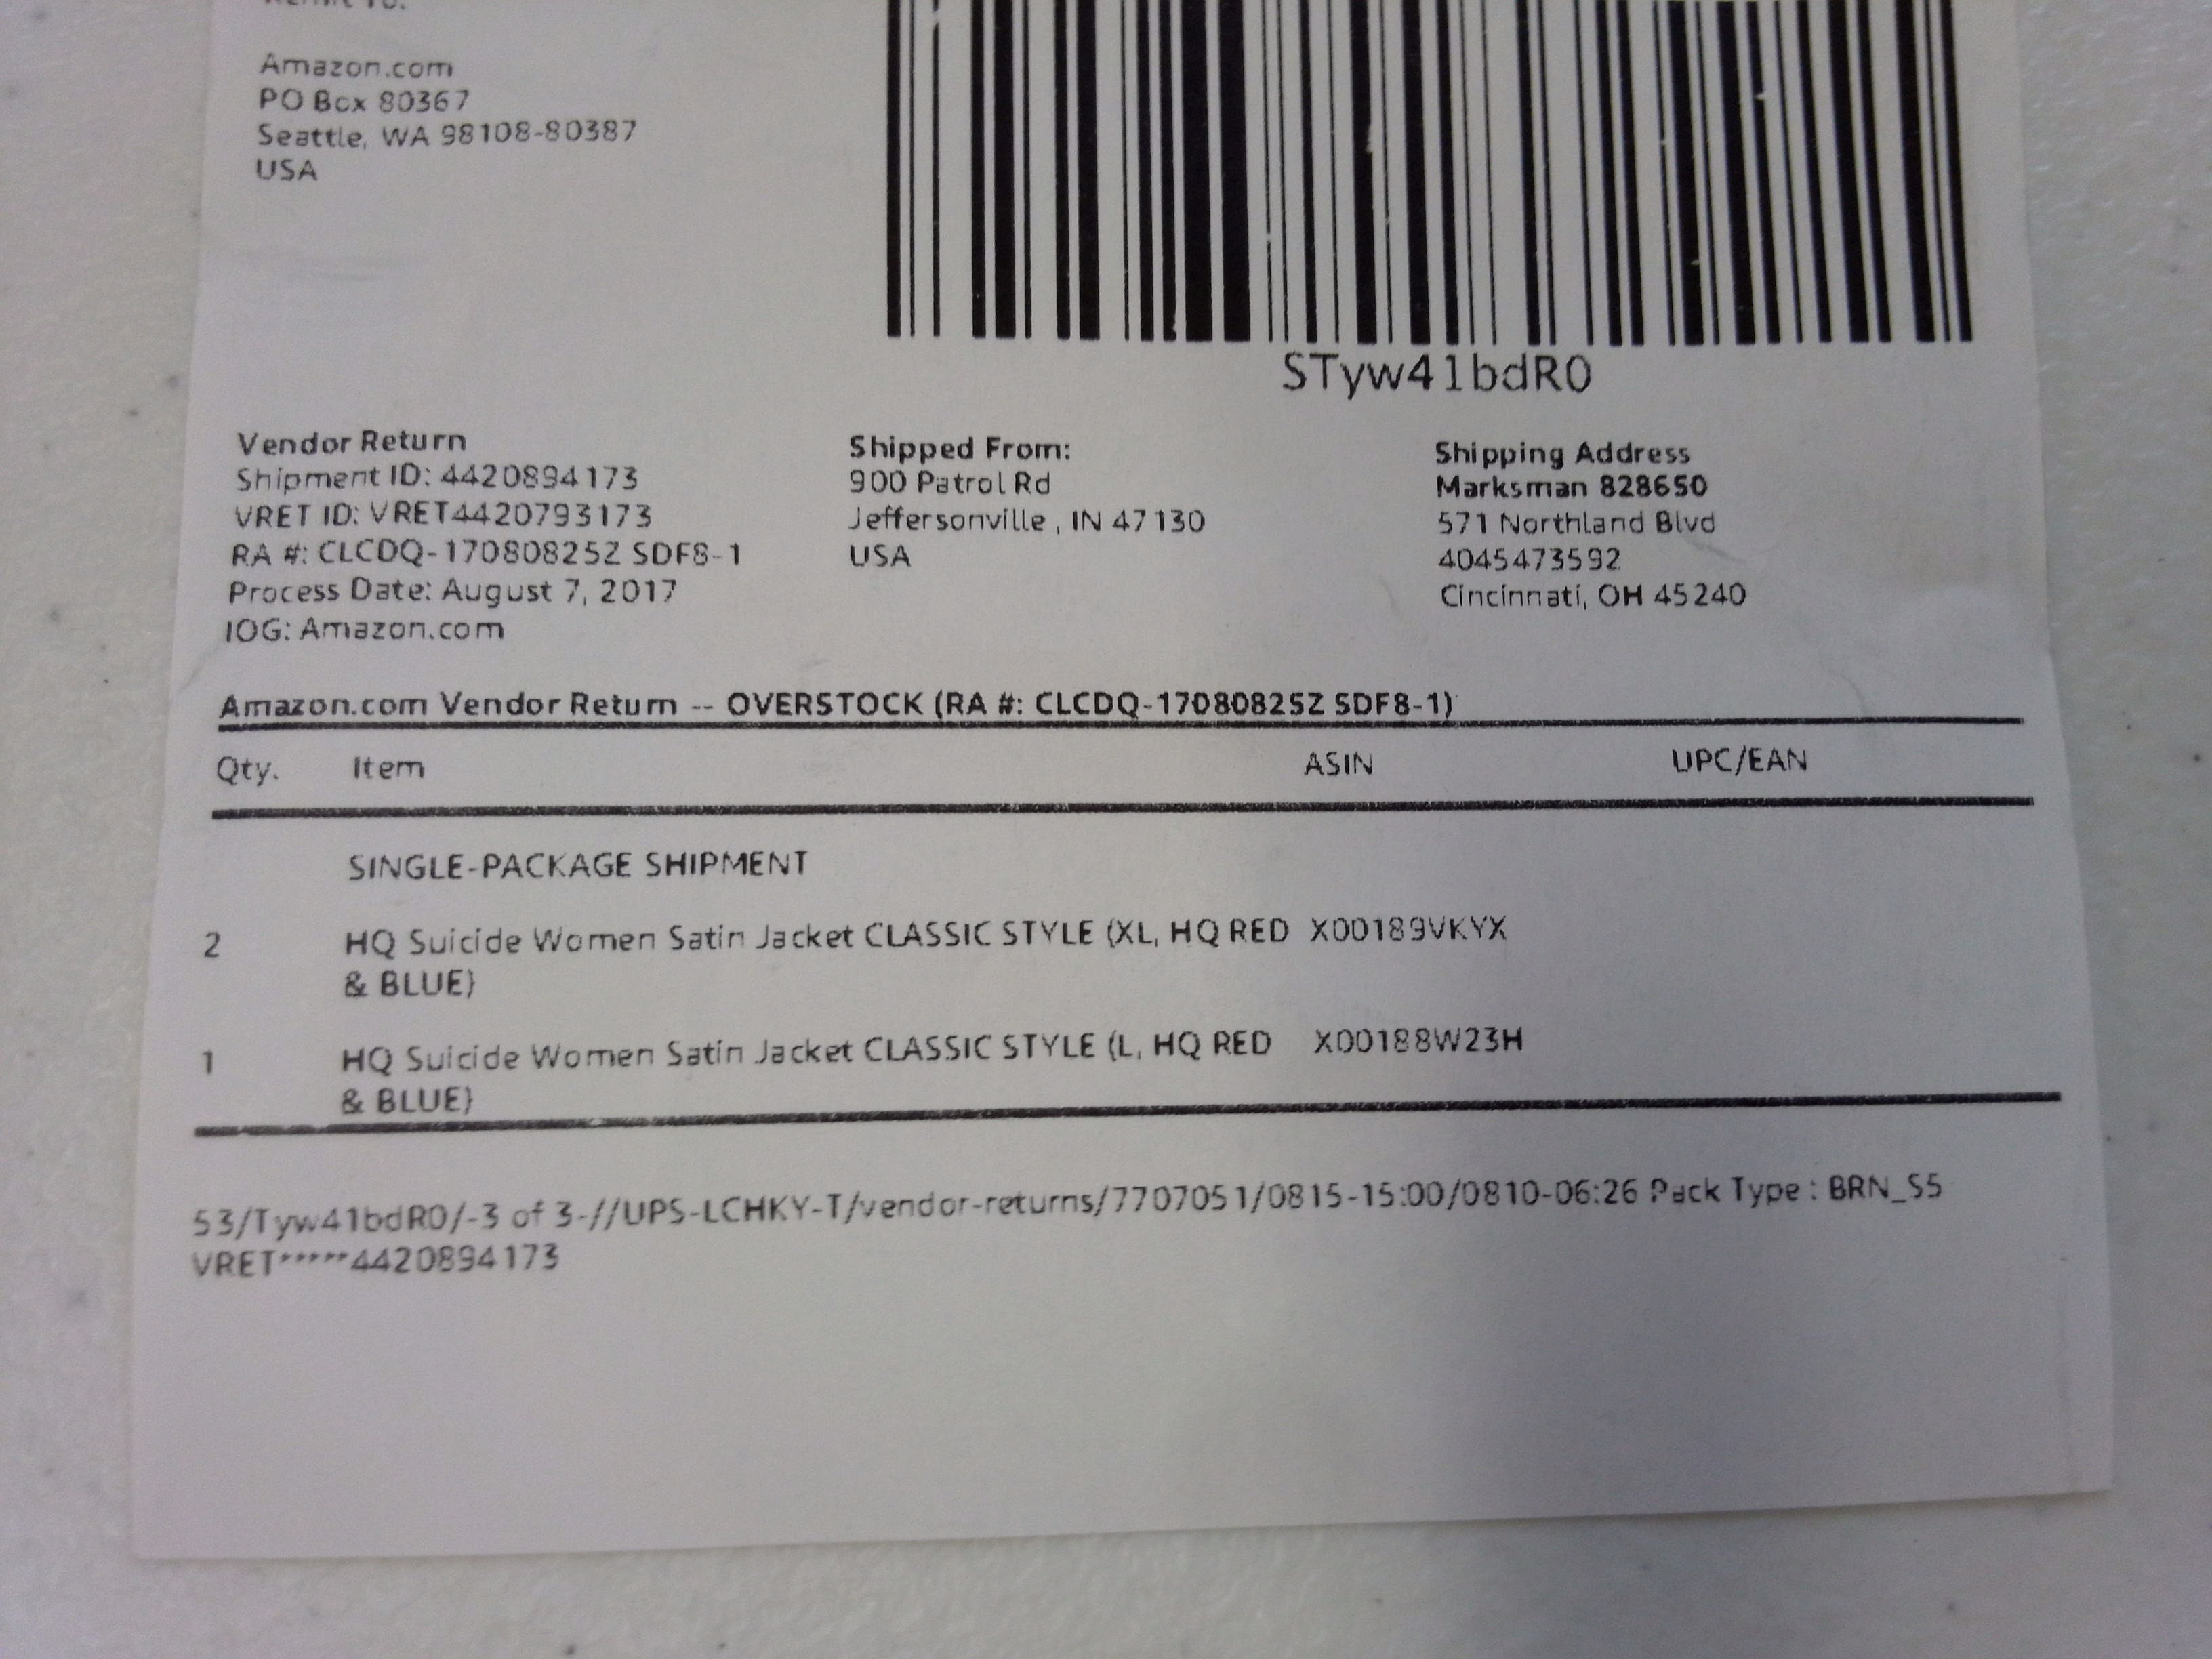 Remit To:
Amazon.com
PO Box 80367
Seattle, WA 98108-80387
USA
STyw41bdR0
Vendor Return
Shipment ID: 4420894173
VRET ID: VRET4420793173
RA #: CLCDQ-17080825Z SDF8-1
Process Date: August 7, 2017
IOG: Amazon.com
Shipped From:
900 Patrol Rd
Jeffersonville , IN 47130
USA
Shipping Address
Marksman 828650
571 Northland Blvd
4045473592
Cincinnati, OH 45240
Amazon.com Vendor Return -- OVERSTOCK (RA #: CLCDQ-17080825Z SDF8-1)
Qty. Item ASIN UPC/EAN
SINGLE-PACKAGE SHIPMENT
2 HQ Suicide Women Satin Jacket CLASSIC STYLE (XL, HQ RED X00189VKYX
& BLUE)
1 HQ Suicide Women Satin Jacket CLASSIC STYLE (L, HQ RED X00188W23H
& BLUE)
53/Tyw41bdR0/-3 of 3-//UPS-LCHKY-T/vendor-returns/7707051/0815-15:00/0810-06:26 Pack Type : BRN_S5
VRET*****4420894173